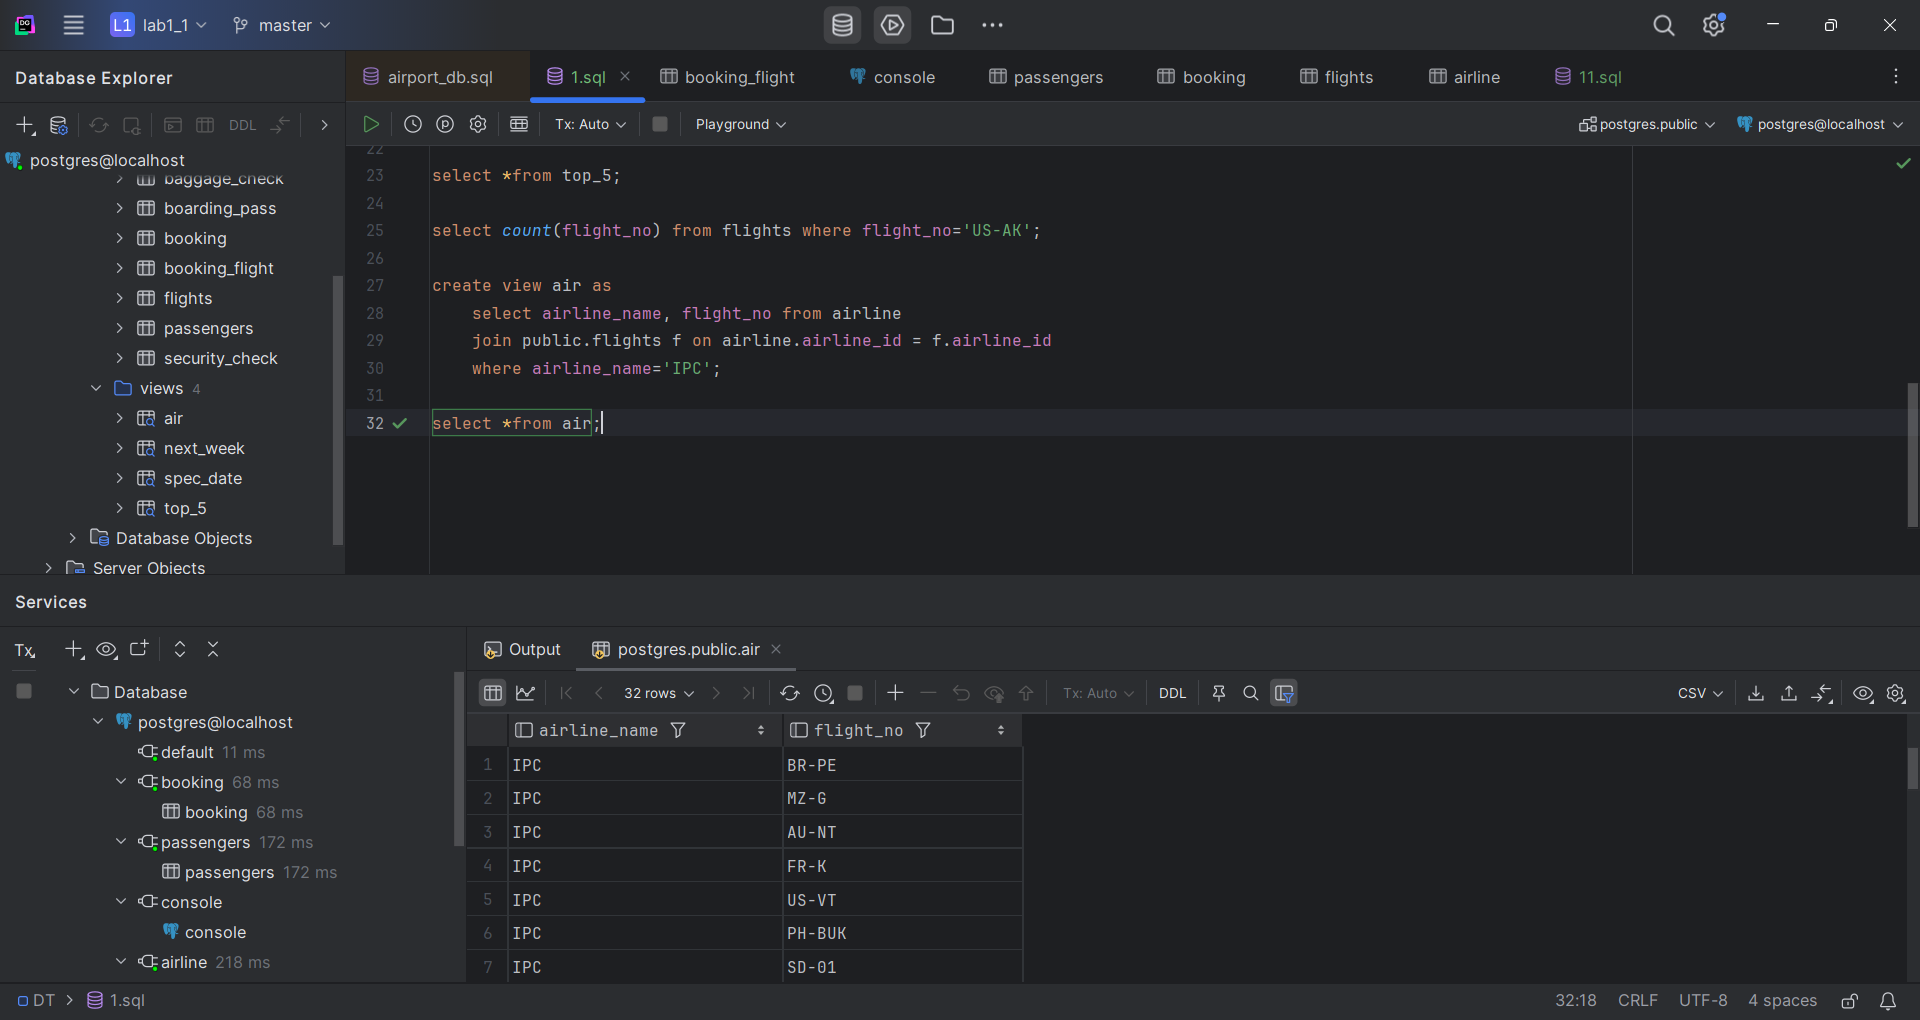 L1 lab1_1 master
Database Explorer
airport_db.sql 1.sql booking_flight console passengers booking flights airline 11.sql
DDL
Tx: Auto Playground postgres.public postgres@localhost
postgres@localhost
baggage_check
boarding_pass
booking
booking_flight
flights
passengers
security_check
views 4
air
next_week
spec_date
top_5
Database Objects
Server Objects
22
23 select *from top_5;
24
25 select count(flight_no) from flights where flight_no='US-AK';
26
27 create view air as
28 select airline_name, flight_no from airline
29 join public.flights f on airline.airline_id = f.airline_id
30 where airline_name='IPC';
31
32 select *from air;
Services
Tx
Database
postgres@localhost
default 11 ms
booking 68 ms
booking 68 ms
passengers 172 ms
passengers 172 ms
console
console
airline 218 ms
Output postgres.public.air
32 rows Tx: Auto DDL CSV
airline_name flight_no
1 IPC BR-PE
2 IPC MZ-G
3 IPC AU-NT
4 IPC FR-K
5 IPC US-VT
6 IPC PH-BUK
7 IPC SD-01
DT 1.sql
32:18 CRLF UTF-8 4 spaces